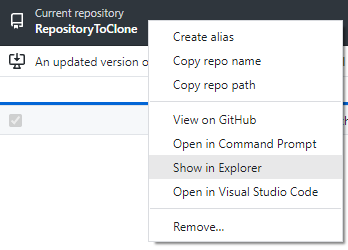 Current repository
RepositoryToClone
An updated version o
Create alias
Copy repo name
Copy repo path
View on GitHub
Open in Command Prompt
Show in Explorer
Open in Visual Studio Code
Remove...